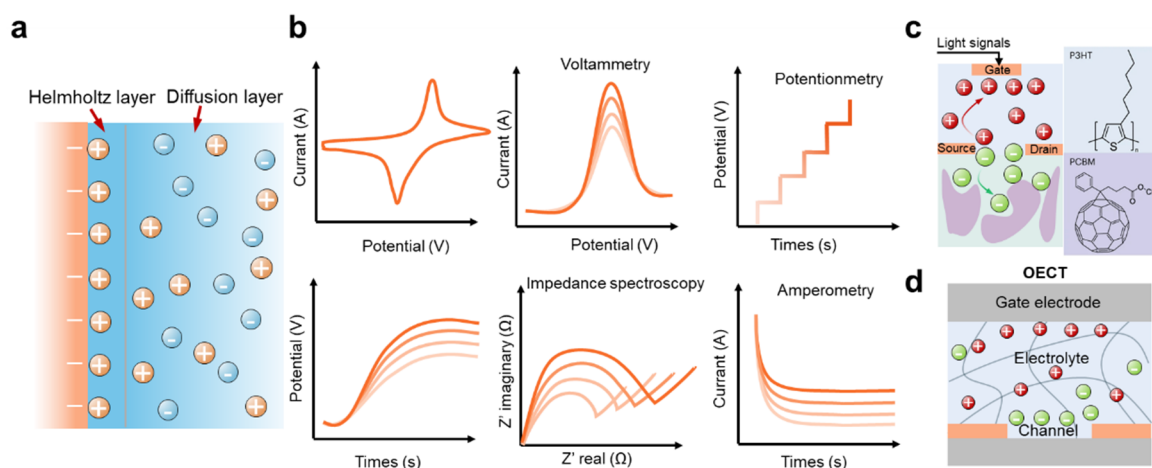 a
Helmholtz layer
Diffusion layer
b
Currant (A)
Potential (V)
Voltammetry
Current (A)
Potential (V)
Potentionmetry
Potential (V)
Times (s)
Potential (V)
Times (s)
Impedance spectroscopy
Z' imaginary (Ω)
Z' real (Ω)
Amperometry
Current (A)
Times (s)
c
Light signals
Gate
Source
Drain
P3HT
n
PCBM
O
O
d
OECT
Gate electrode
Electrolyte
Channel